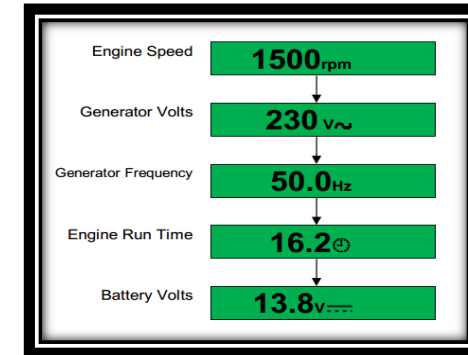 Engine Speed 1500rpm
Generator Volts 230 V~
Generator Frequency 50.0Hz
Engine Run Time 16.2
Battery Volts 13.8V